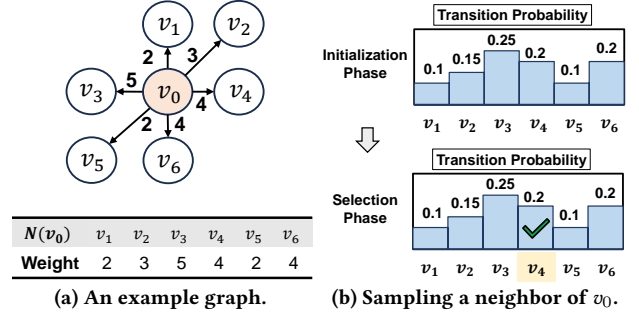 v1
v2
2
3
v3
5
v0
4
v4
2
4
v5
v6
N(v0) v1 v2 v3 v4 v5 v6
Weight 2 3 5 4 2 4
(a) An example graph.
Transition Probability
Initialization
Phase
0.1 0.15 0.25 0.2 0.1 0.2
v1 v2 v3 v4 v5 v6
Transition Probability
Selection
Phase
0.1 0.15 0.25 0.2 0.1 0.2
v1 v2 v3 v4 v5 v6
(b) Sampling a neighbor of v0.